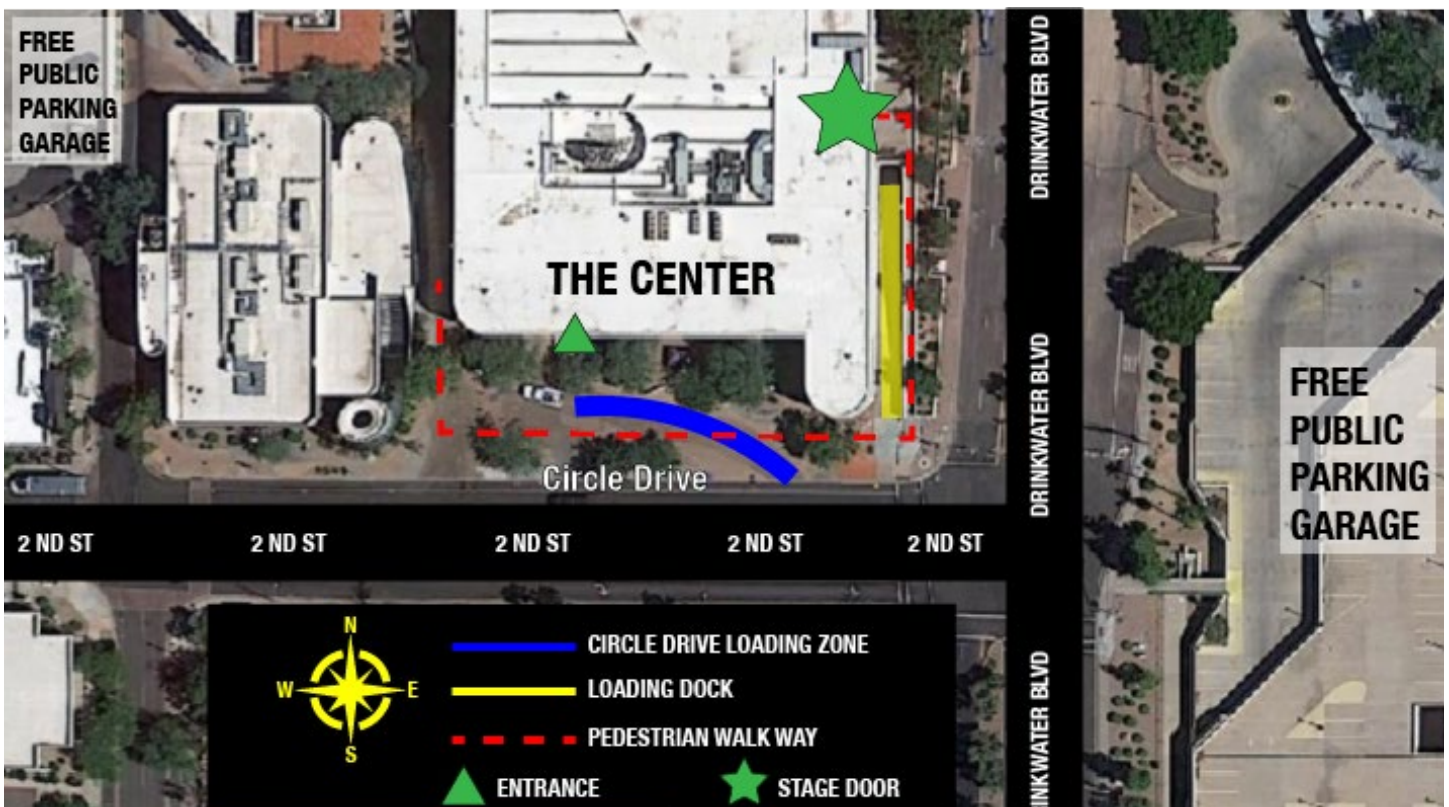 FREE
PUBLIC
PARKING
GARAGE
DRINKWATER BLVD
THE CENTER
DRINKWATER BLVD
FREE
PUBLIC
PARKING
GARAGE
Circle Drive
2 ND ST 2 ND ST 2 ND ST 2 ND ST 2 ND ST
N
W E
S
CIRCLE DRIVE LOADING ZONE
LOADING DOCK
PEDESTRIAN WALK WAY
ENTRANCE STAGE DOOR
RINKWATER BLVD